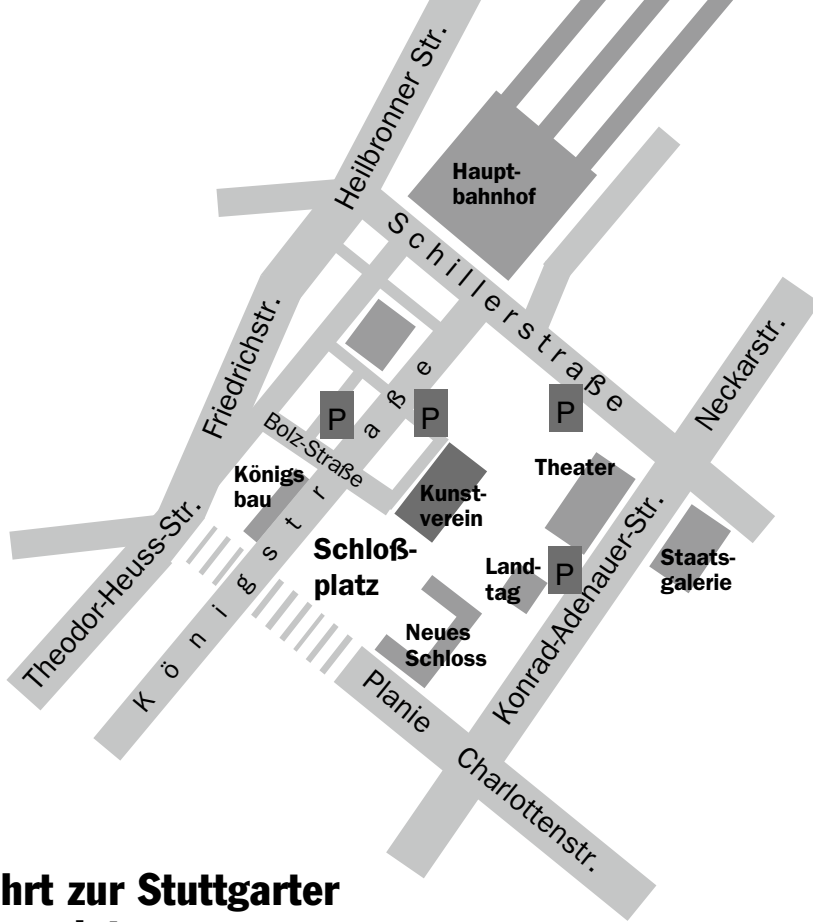 Heilbronner Str.
Haupt-
bahnhof
Schillerstraße
Friedrichstr.
Neckarstr.
P
P
P
Bolz-Straße
Königs
bau
Theater
Kunst-
verein
Schloß-
platz
Land-
tag
P
Staats-
galerie
Theodor-Heuss-Str.
Königstraße
Neues
Schloss
Konrad-Adenauer-Str.
Planie
Charlottenstr.
hrt zur Stuttgarter